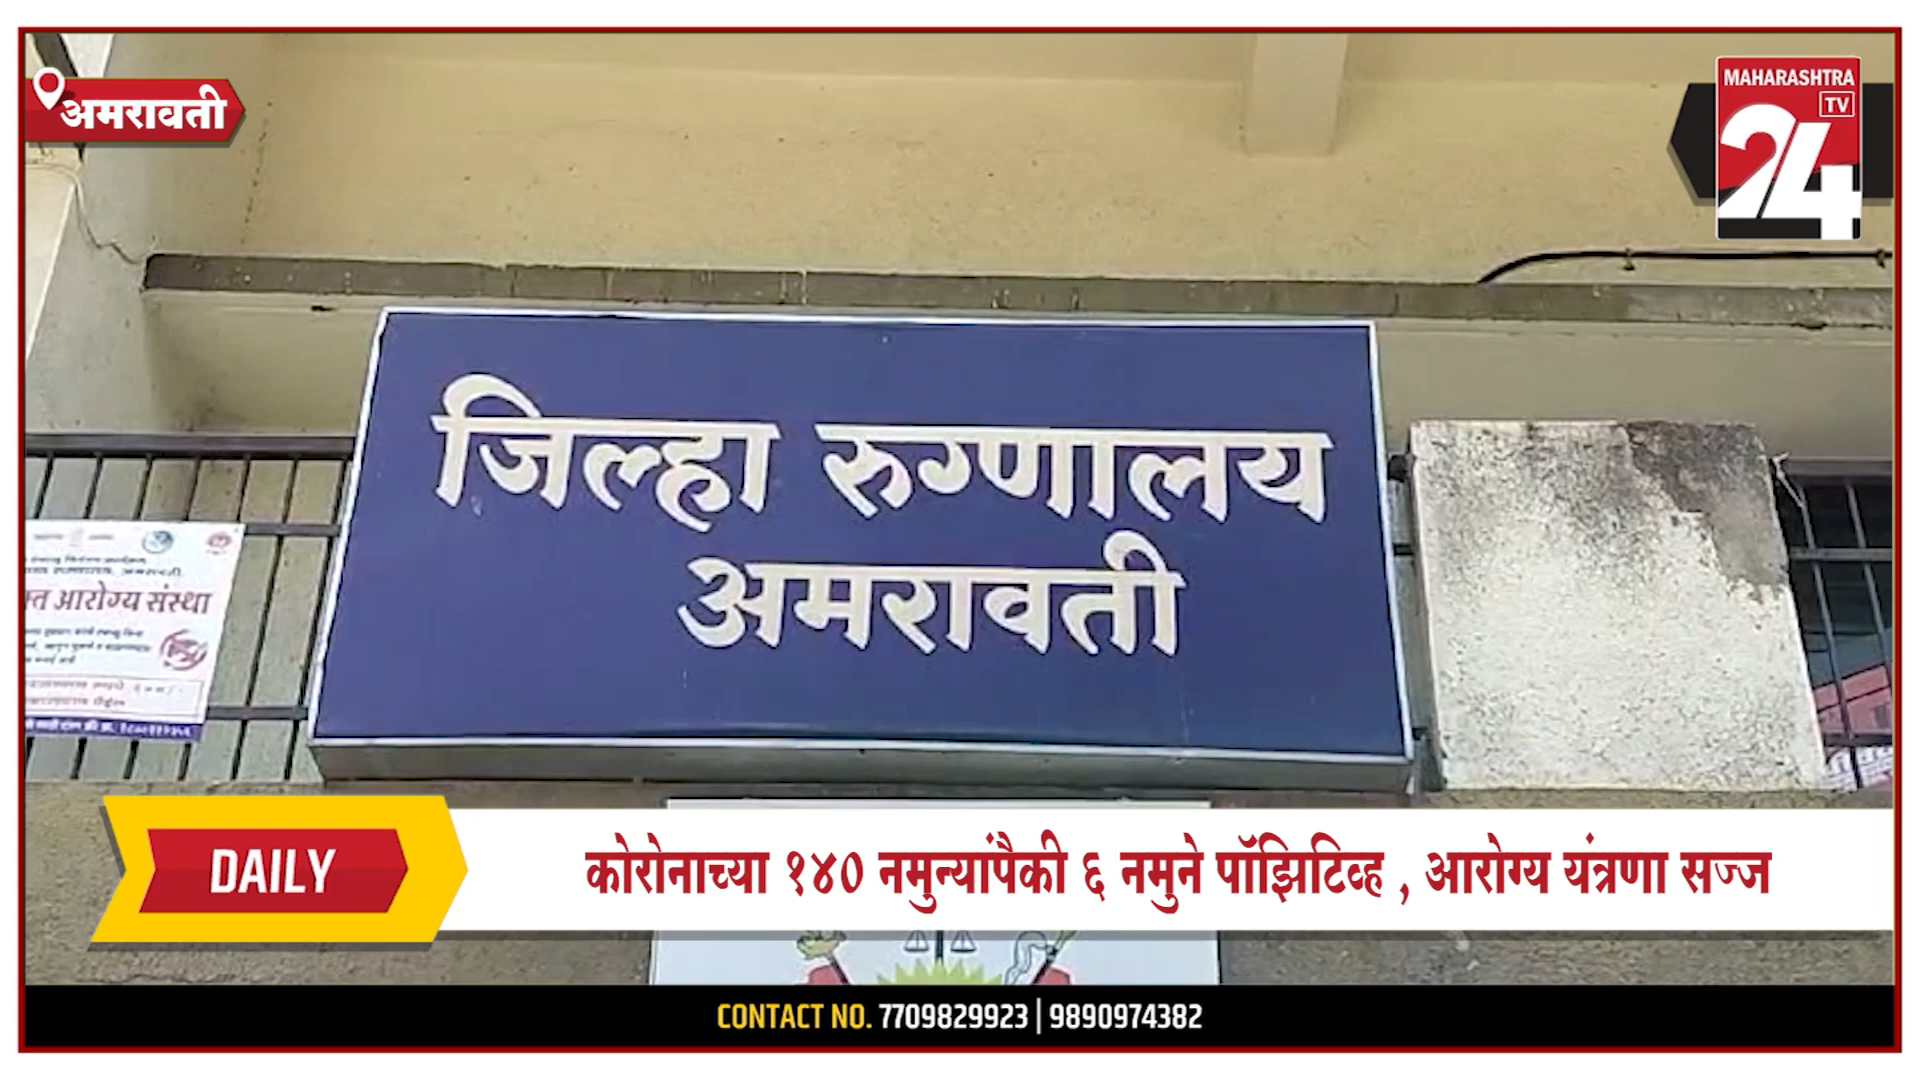 अमरावती
MAHARASHTRA
TV
24
जिल्हा रुग्णालय
अमरावती
आरोग्य संस्था
DAILY
कोरोनाच्या १४० नमुन्यांपैकी ६ नमुने पॉझिटिव्ह , आरोग्य यंत्रणा सज्ज
CONTACT NO. 7709829923 | 9890974382